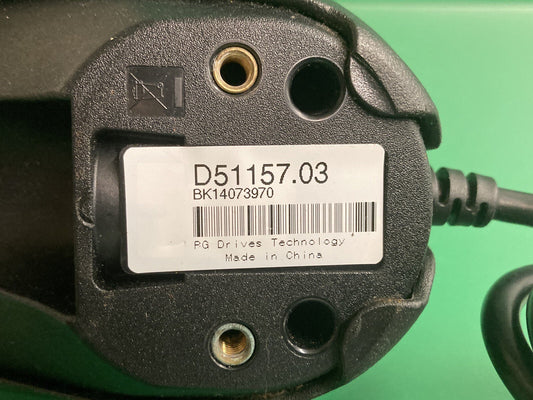 D51157.03
BK14073970
PG Drives Technology
Made in China